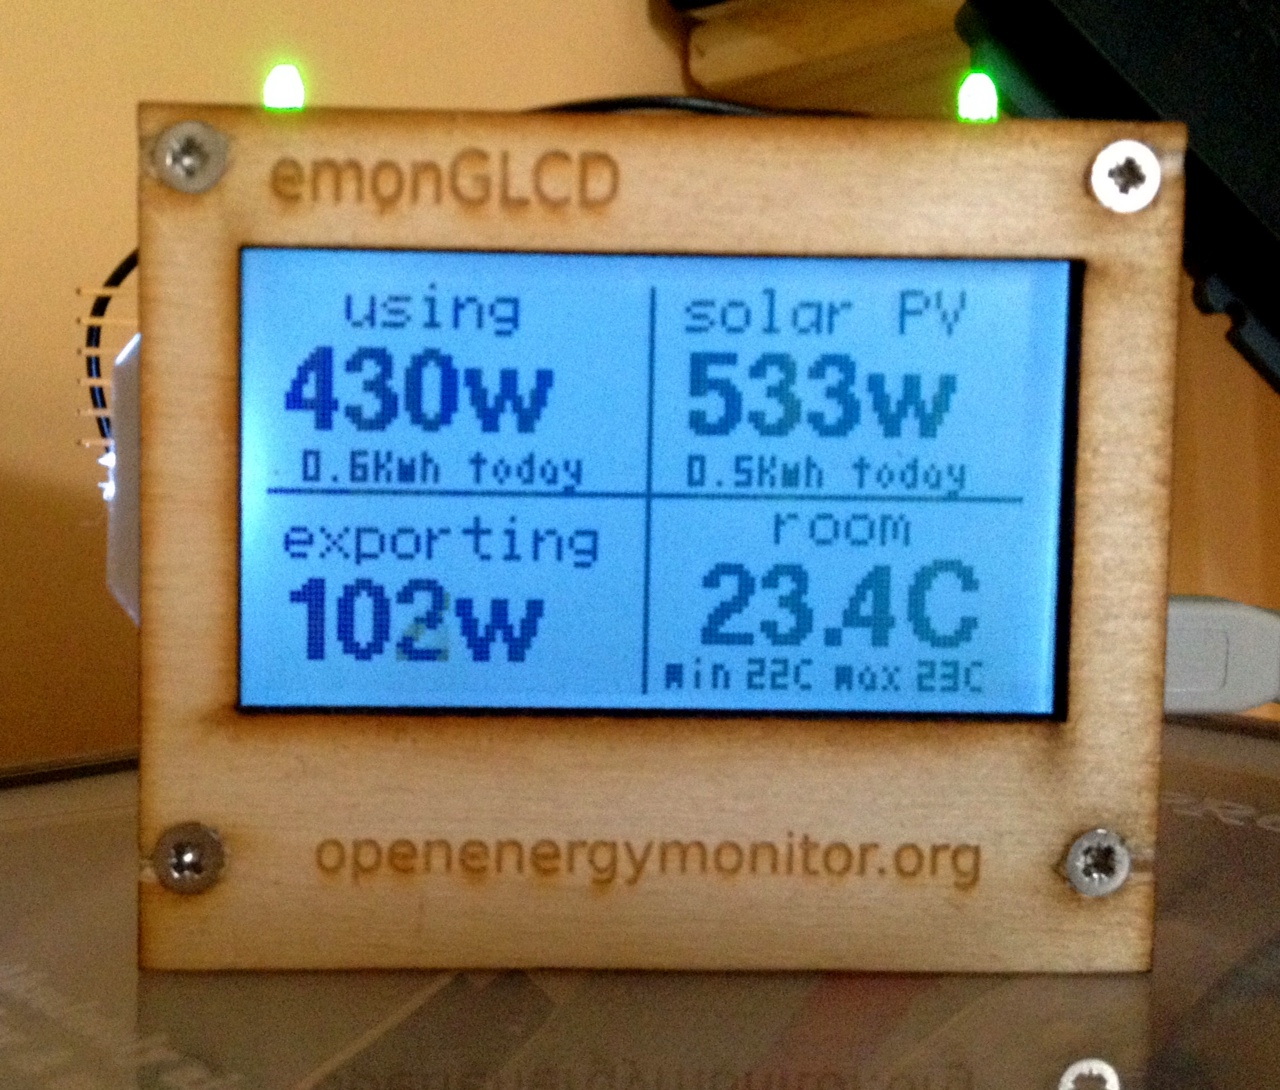 emonGLCD
using
430w
0.6Kwh today
solar PV
533w
0.5Kwh today
exporting
102w
room
23.4C
min 22C max 23C
openenergymonitor.org